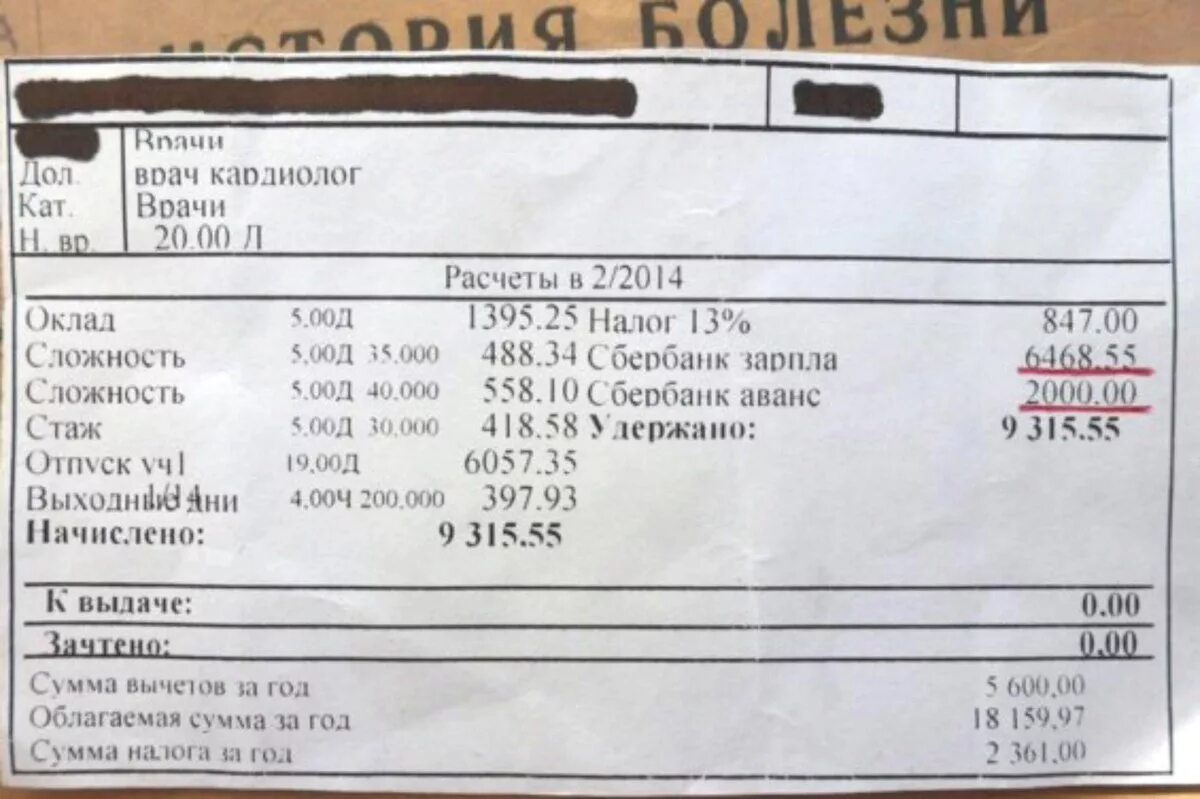 ИСТОРИЯ БОЛЕЗНИ
Врачи
Дол. врач кардиолог
Кат. Врачи
Н. вр. 20.00 Л
Расчеты в 2/2014
Оклад 5.00Д 1395.25 Налог 13% 847.00
Сложность 5.00Д 35.000 488.34 Сбербанк зарпла 6468.55
Сложность 5.00Д 40.000 558.10 Сбербанк аванс 2000.00
Стаж 5.00Д 30.000 418.58 Удержано: 9 315.55
Отпуск уч1 19.00Д 6057.35
Выходные дни 4.00Ч 200.000 397.93
Начислено: 9 315.55
К выдаче: 0.00
Зачтено: 0.00
Сумма вычетов за год 5 600,00
Облагаемая сумма за год 18 159,97
Сумма налога за год 2 361,00